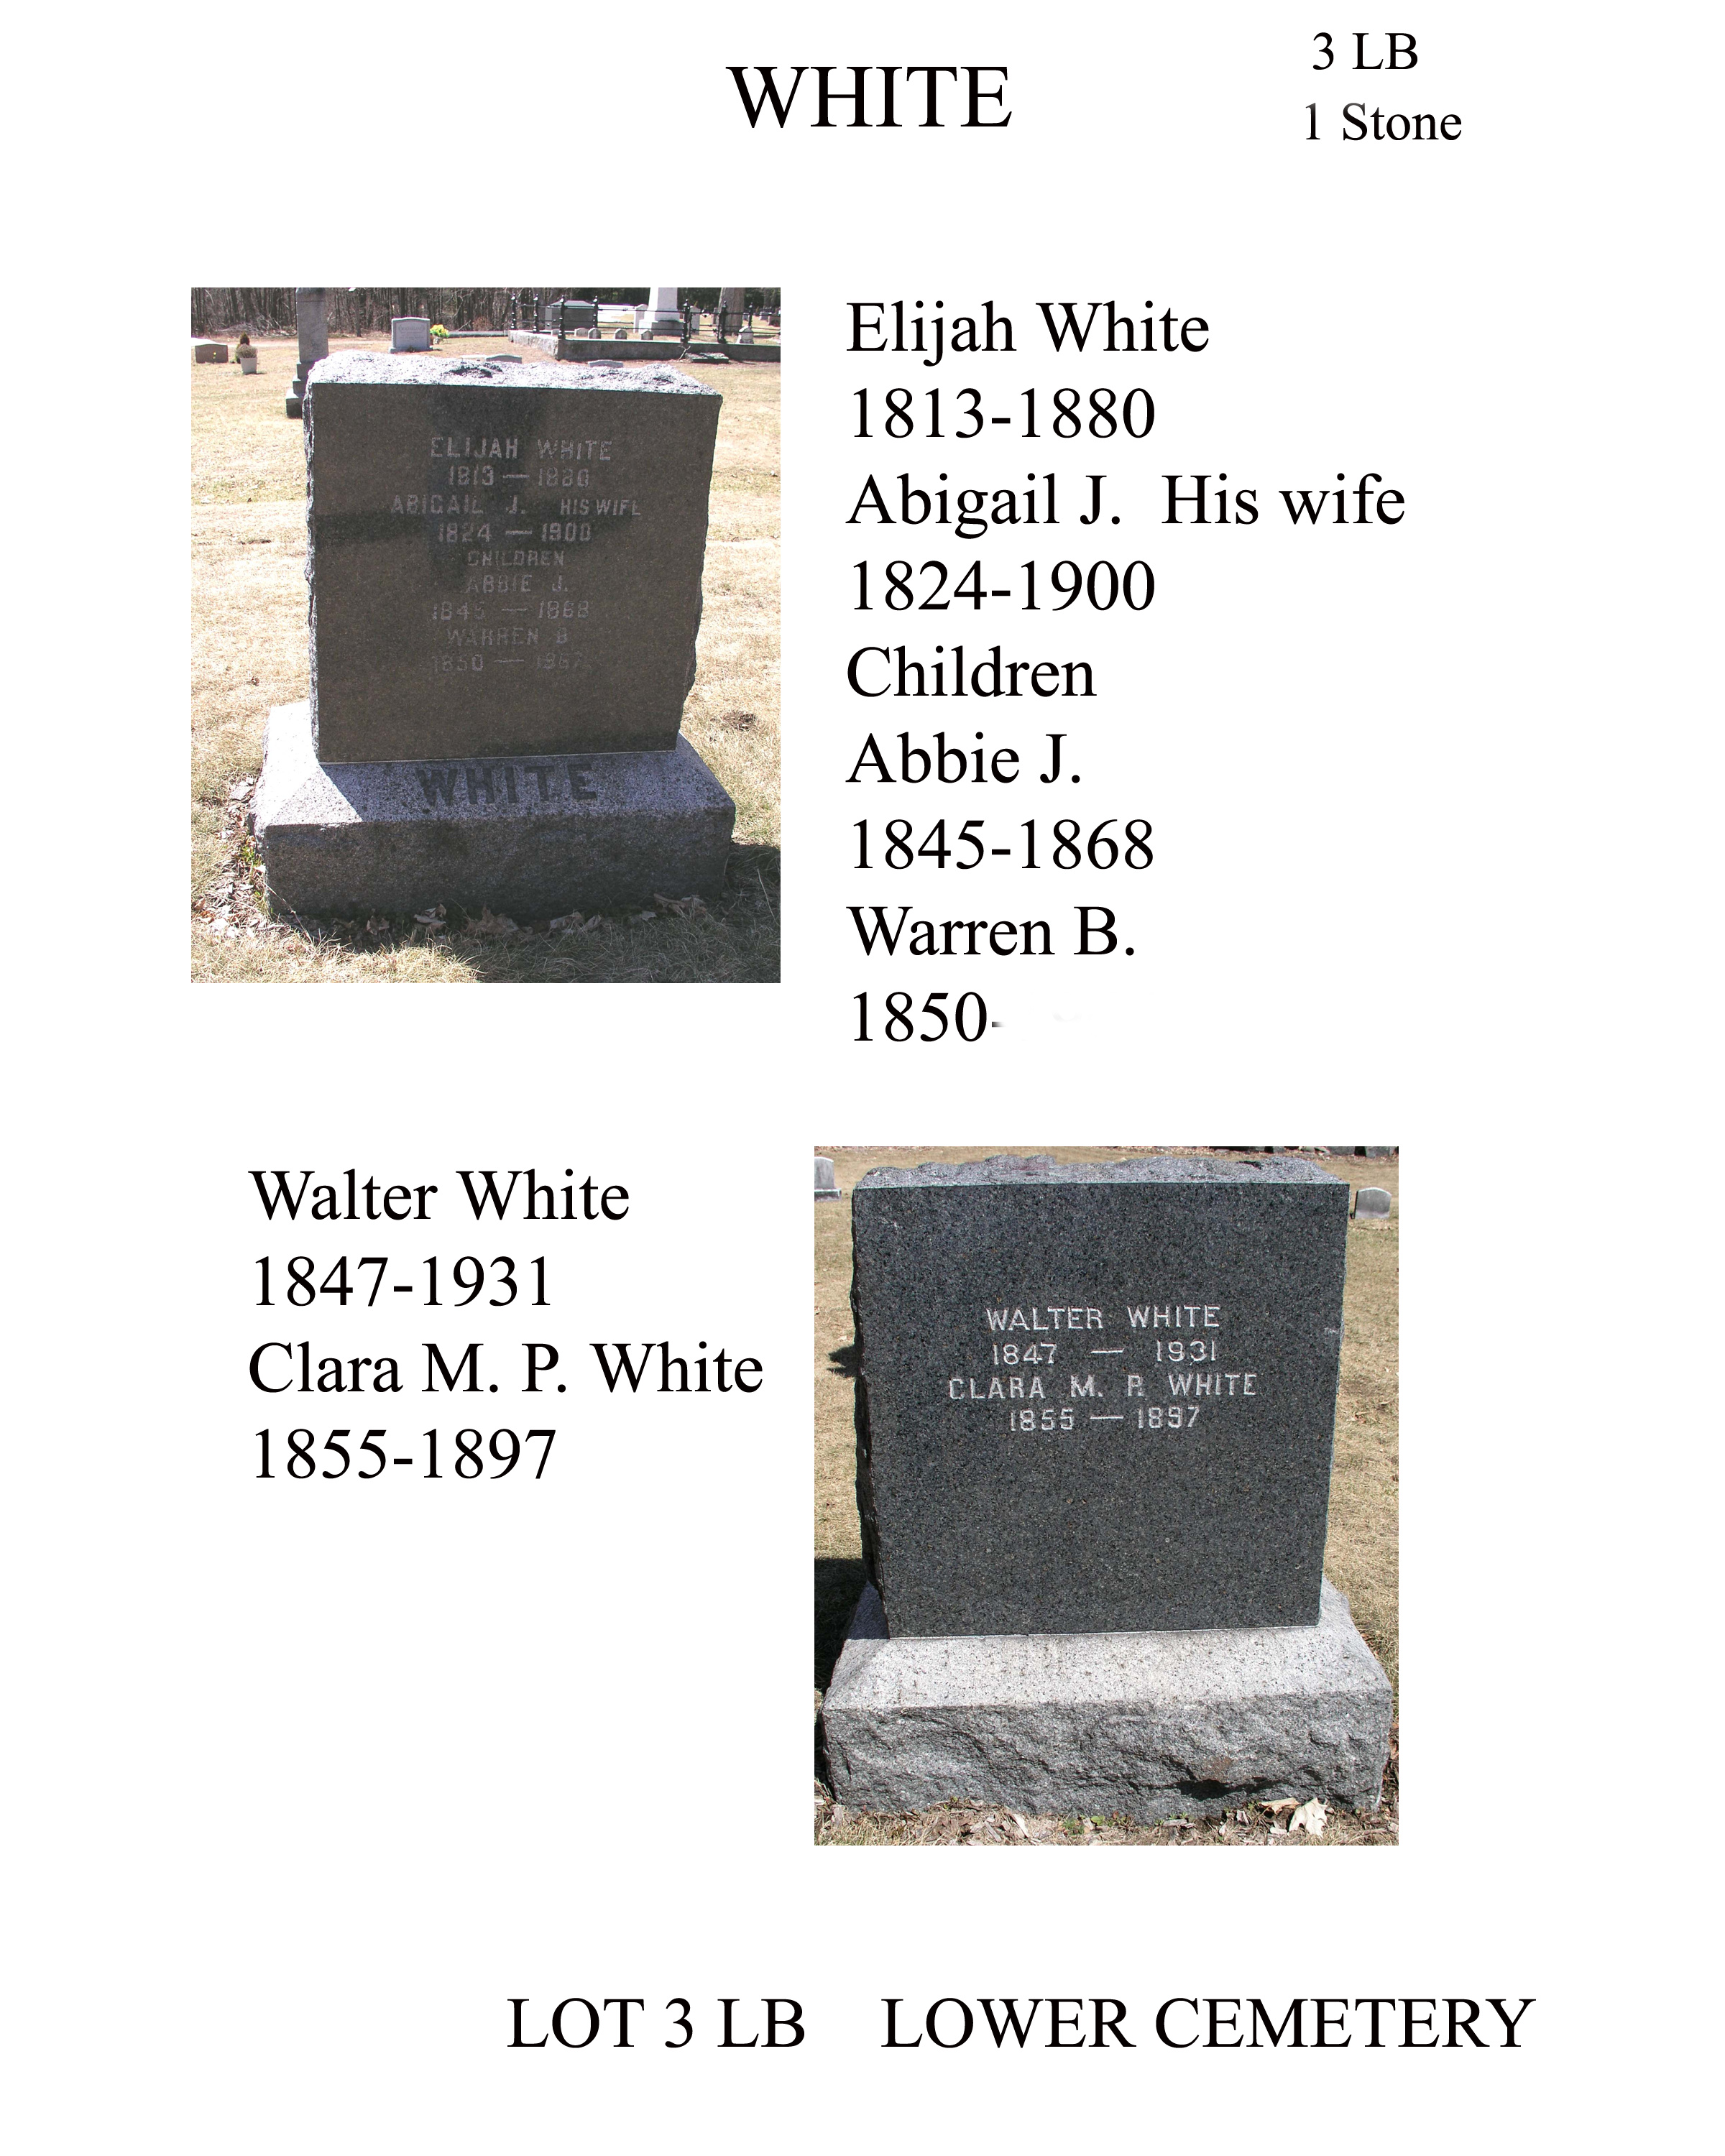 WHITE
3 LB
1 Stone
ELIJAH WHITE
1813 — 1880
ABIGAIL J. HIS WIFE
1824 — 1900
CHILDREN
ABBIE J.
1845 — 1868
WARREN B
1850 —
WHITE
Elijah White
1813-1880
Abigail J. His wife
1824-1900
Children
Abbie J.
1845-1868
Warren B.
1850-
Walter White
1847-1931
Clara M. P. White
1855-1897
WALTER WHITE
1847 — 1931
CLARA M. P. WHITE
1855 — 1897
LOT 3 LB LOWER CEMETERY